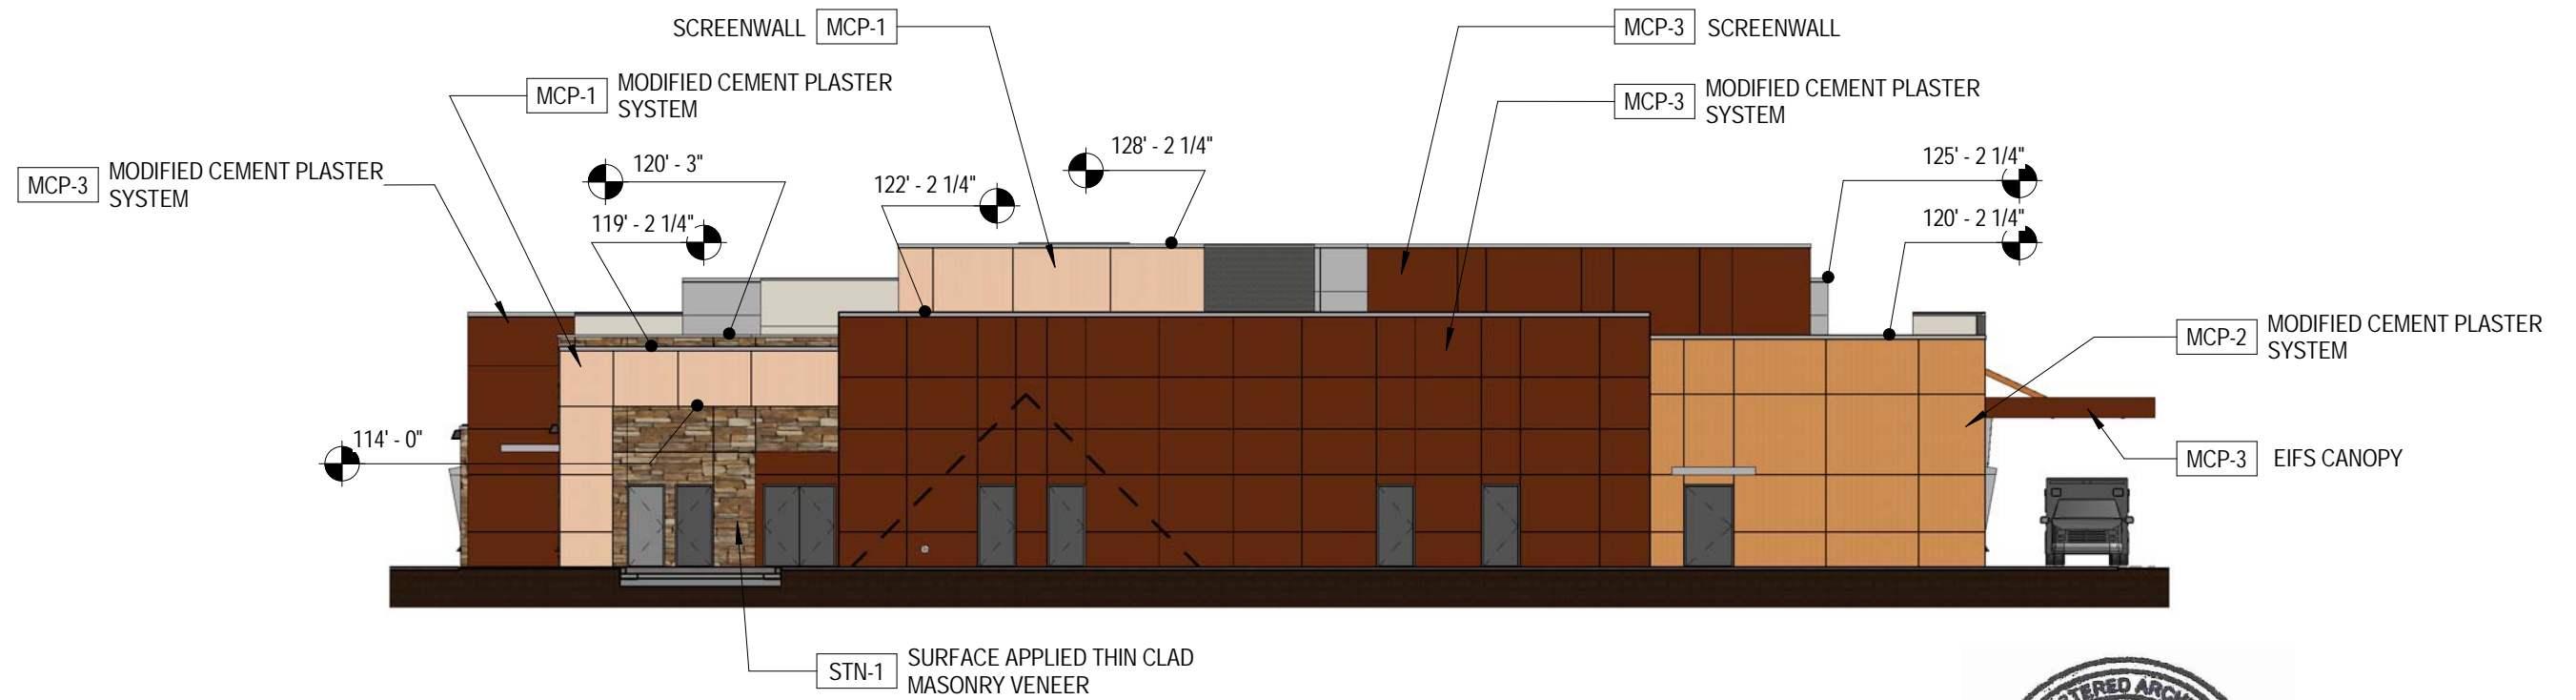 SCREENWALL MCP-1
MCP-3 SCREENWALL
MCP-1 MODIFIED CEMENT PLASTER
SYSTEM
MCP-3 MODIFIED CEMENT PLASTER
SYSTEM
MCP-3 MODIFIED CEMENT PLASTER
SYSTEM
120' - 3"
128' - 2 1/4"
125' - 2 1/4"
122' - 2 1/4"
119' - 2 1/4"
120' - 2 1/4"
MCP-2 MODIFIED CEMENT PLASTER
SYSTEM
114' - 0"
MCP-3 EIFS CANOPY
STN-1 SURFACE APPLIED THIN CLAD
MASONRY VENEER